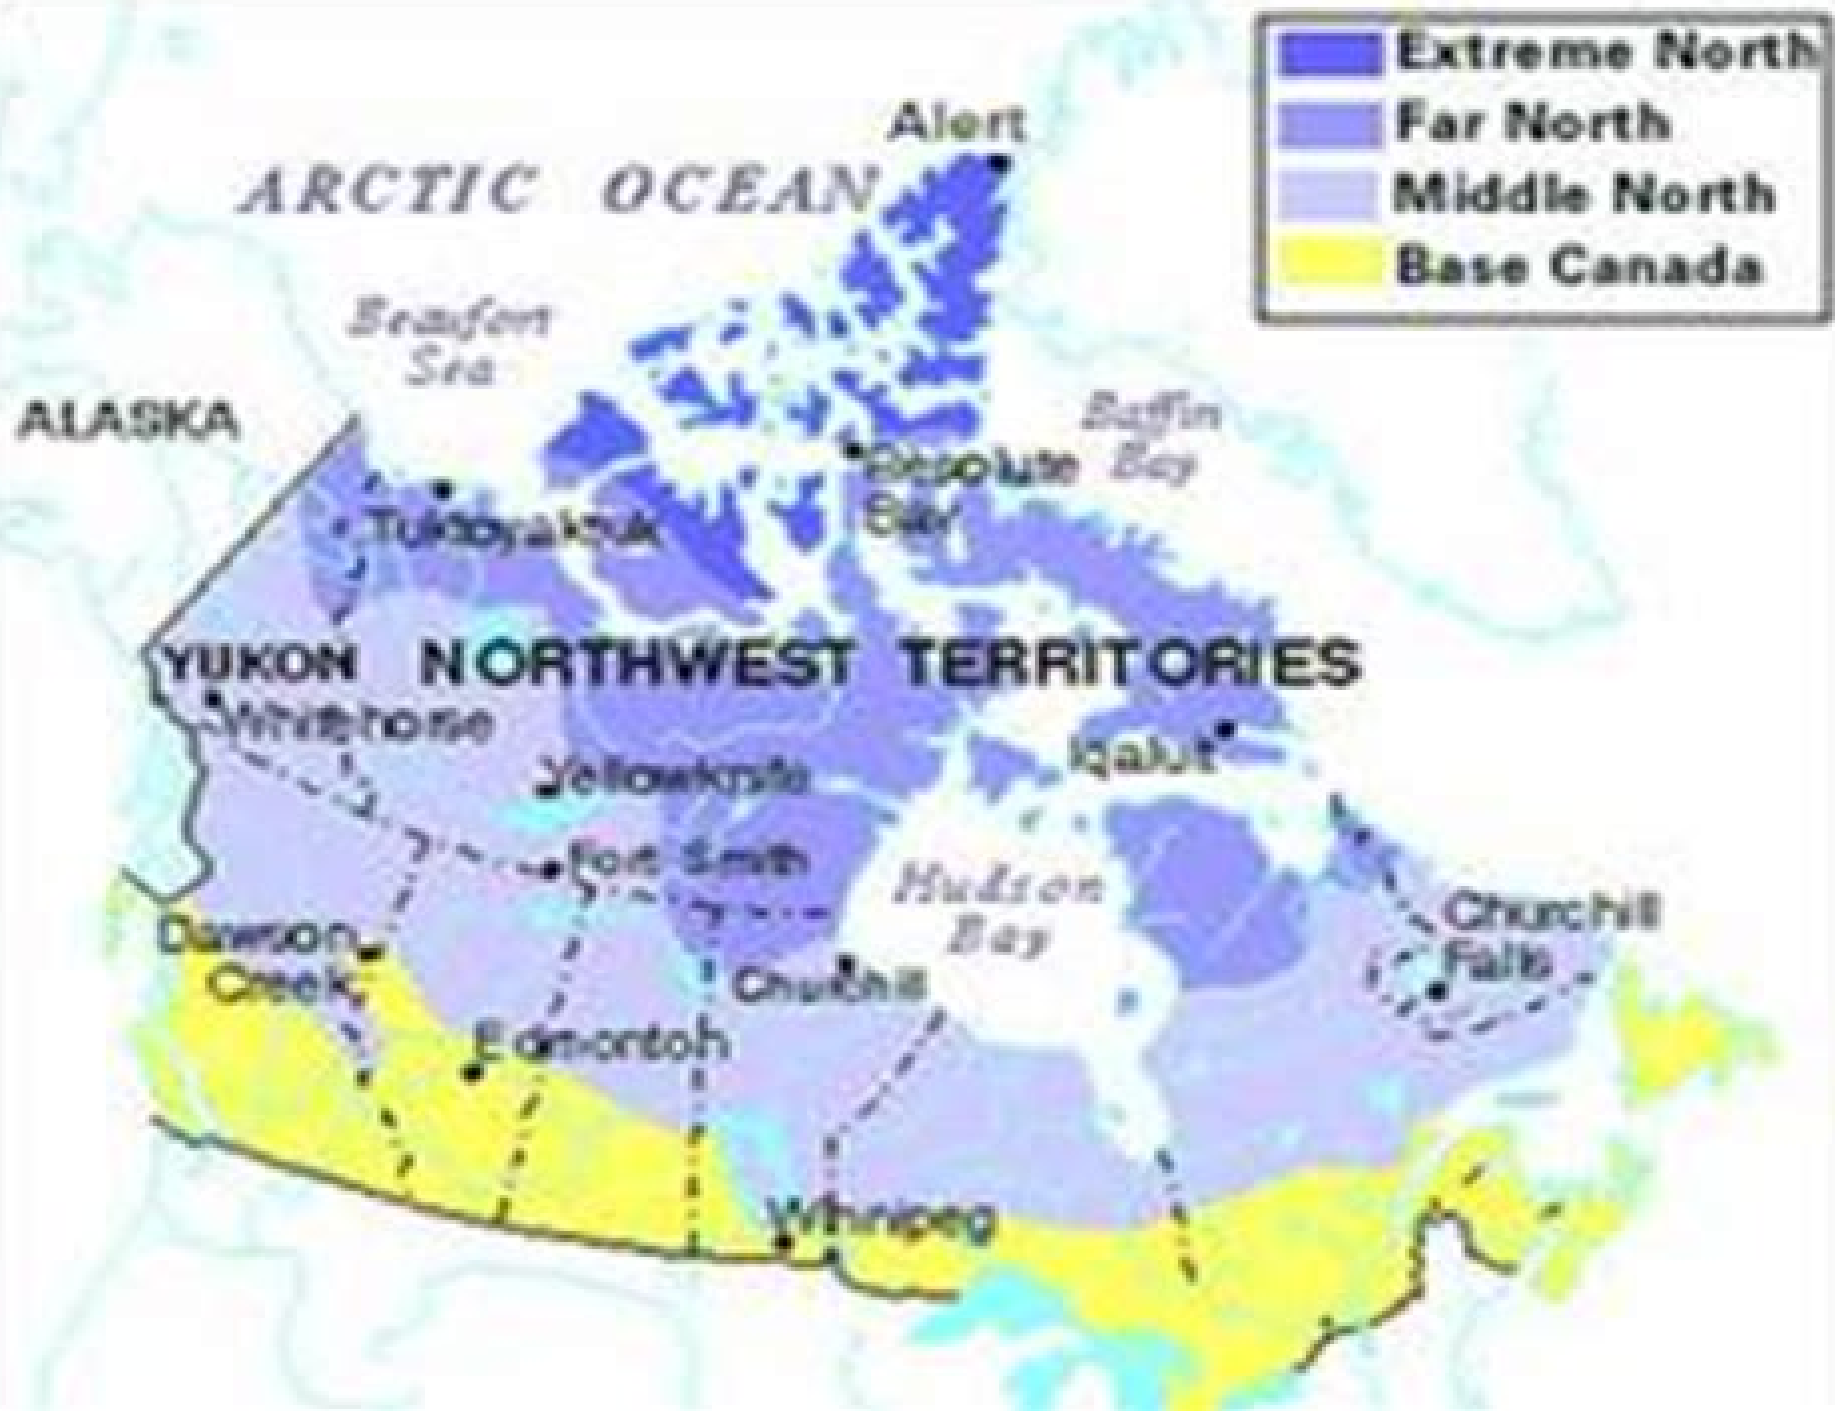 Extreme North
Far North
Middle North
Base Canada
Alert
ARCTIC OCEAN
Beaufort
Sea
ALASKA
Baffin
Bay
Resolute
Bay
Tuktoyaktuk
YUKON
NORTHWEST TERRITORIES
Whitehorse
Yellowknife
Iqaluit
Fort Smith
Hudson
Bay
Churchill
Falls
Dawson
Creek
Churchill
Edmonton
Winnipeg